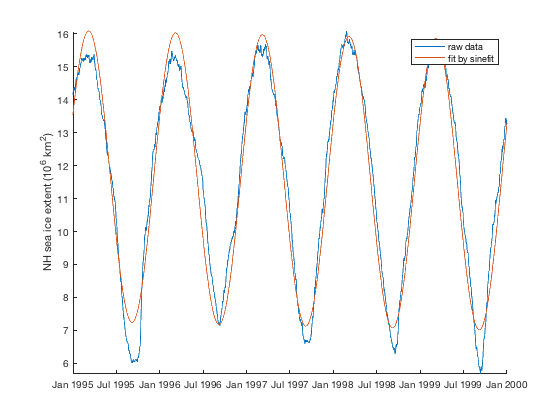 16
15
14
13
12
11
10
9
8
7
6
NH sea ice extent (10⁶ km²)
raw data
fit by sinefit
Jan 1995 Jul 1995 Jan 1996 Jul 1996 Jan 1997 Jul 1997 Jan 1998 Jul 1998 Jan 1999 Jul 1999 Jan 2000